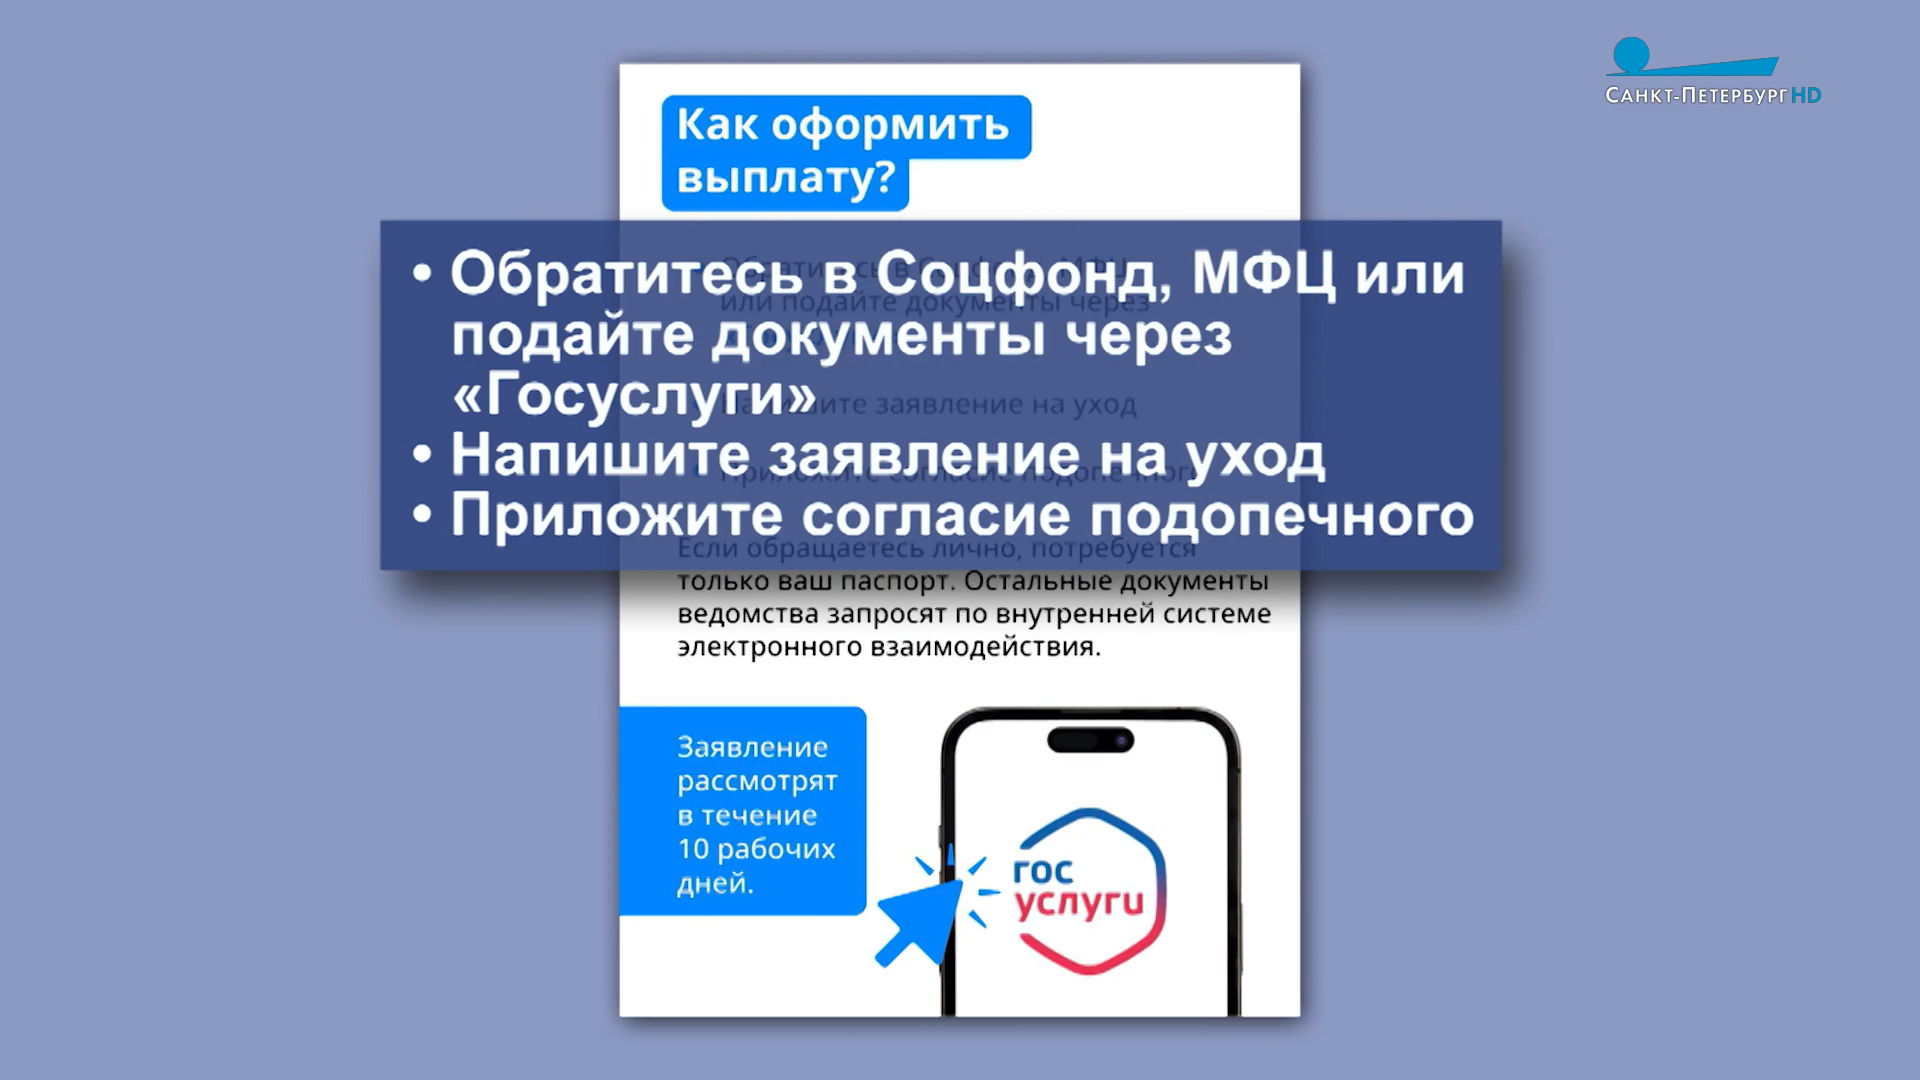 САНКТ-ПЕТЕРБУРГ HD
Как оформить
выплату?
• Обратитесь в Соцфонд, МФЦ или
подайте документы через
«Госуслуги»
• Напишите заявление на уход
• Приложите согласие подопечного
Если обращаетесь лично, потребуется
только ваш паспорт. Остальные документы
ведомства запросят по внутренней системе
электронного взаимодействия.
Заявление
рассмотрят
в течение
10 рабочих
дней.
гос
услуги